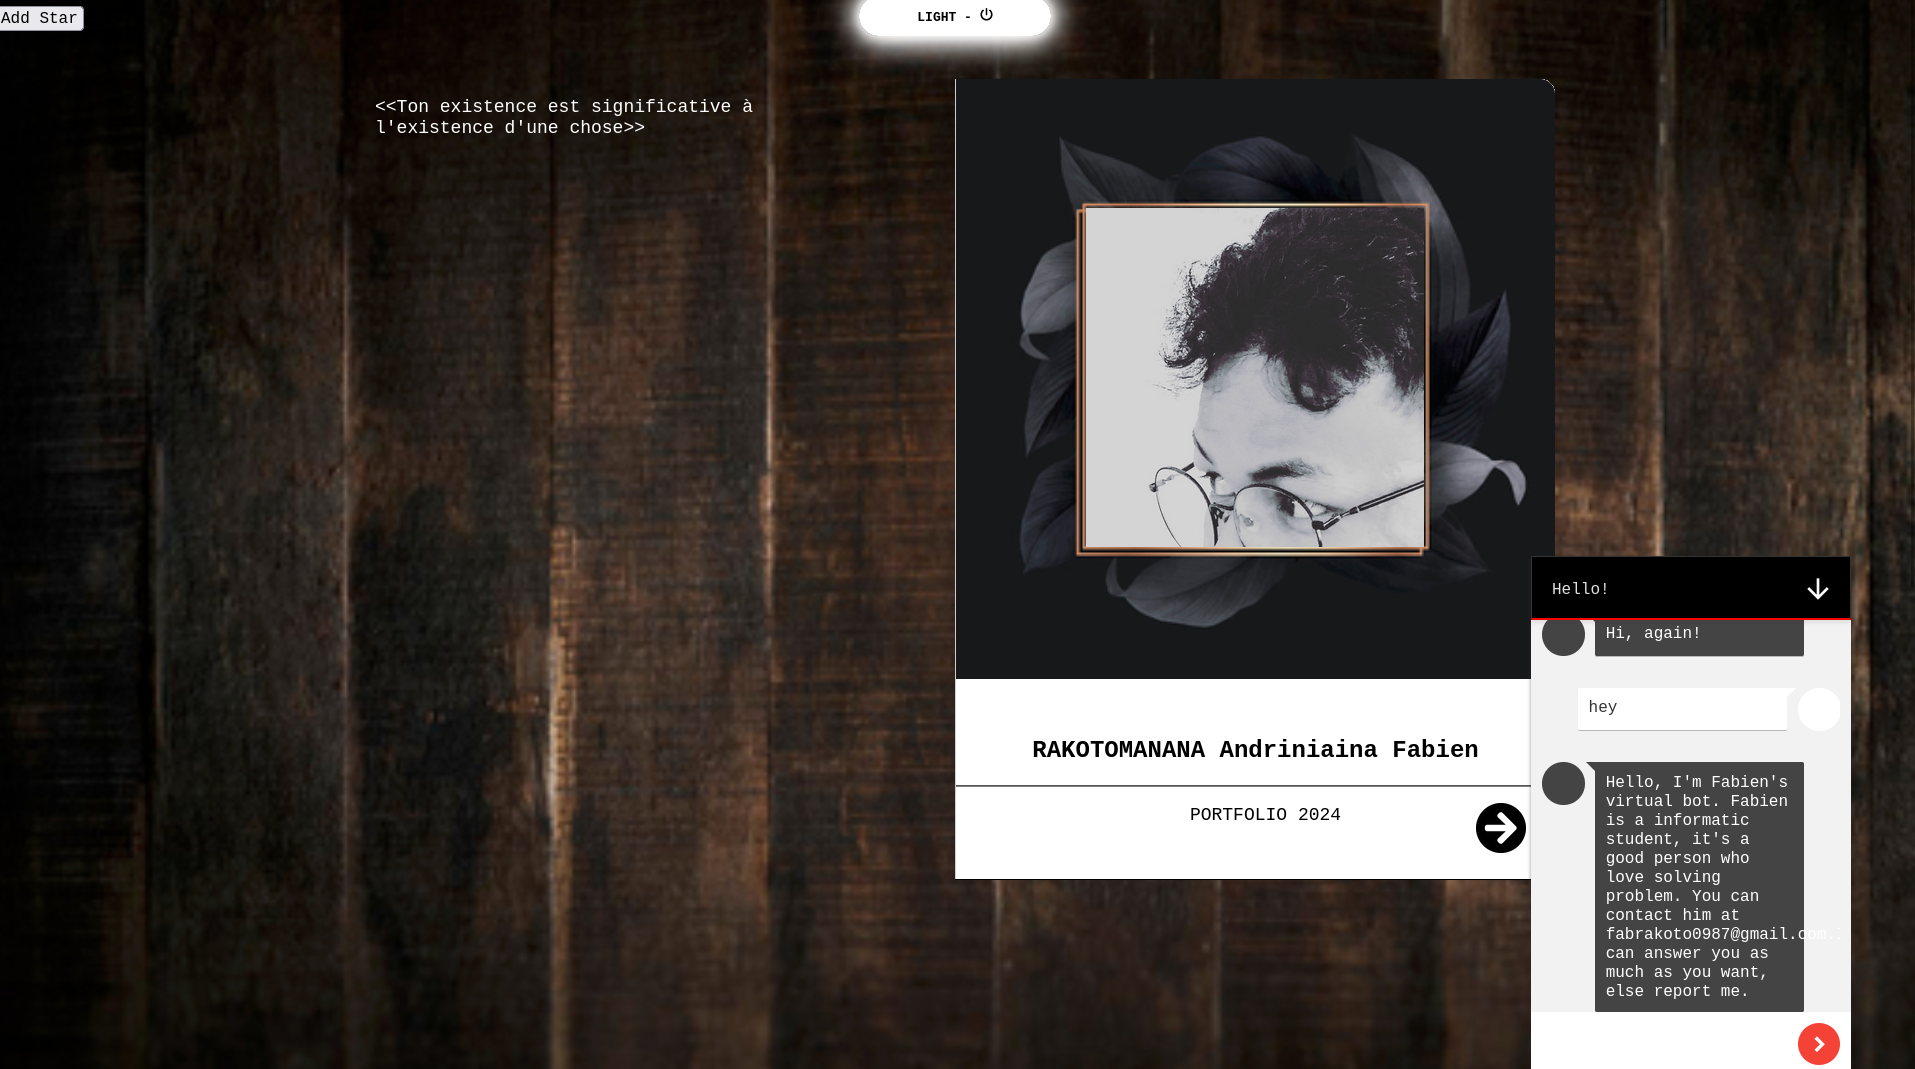 Add Star
LIGHT -
<<Ton existence est significative à
l'existence d'une chose>>
RAKOTOMANANA Andriniaina Fabien
PORTFOLIO 2024
Hello!
Hi, again!
hey
Hello, I'm Fabien's
virtual bot. Fabien
is a informatic
student, it's a
good person who
love solving
problem. You can
contact him at
fabrakoto0987@gmail.com.I
can answer you as
much as you want,
else report me.